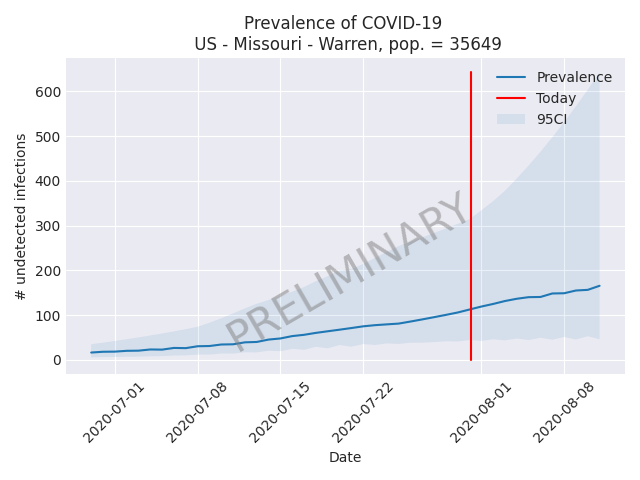 Prevalence of COVID-19
US - Missouri - Warren, pop. = 35649
Prevalence
Today
95CI
PRELIMINARY
# undetected infections
600
500
400
300
200
100
0
2020-07-01
2020-07-08
2020-07-15
2020-07-22
2020-08-01
2020-08-08
Date